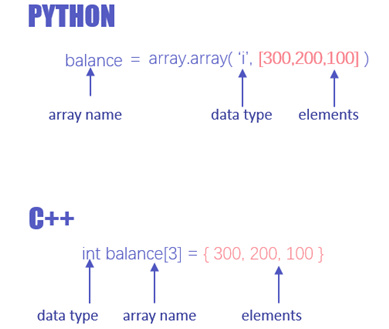 PYTHON
balance = array.array( ‘i’, [300,200,100] )
array name data type elements
C++
int balance[3] = { 300, 200, 100 }
data type array name elements